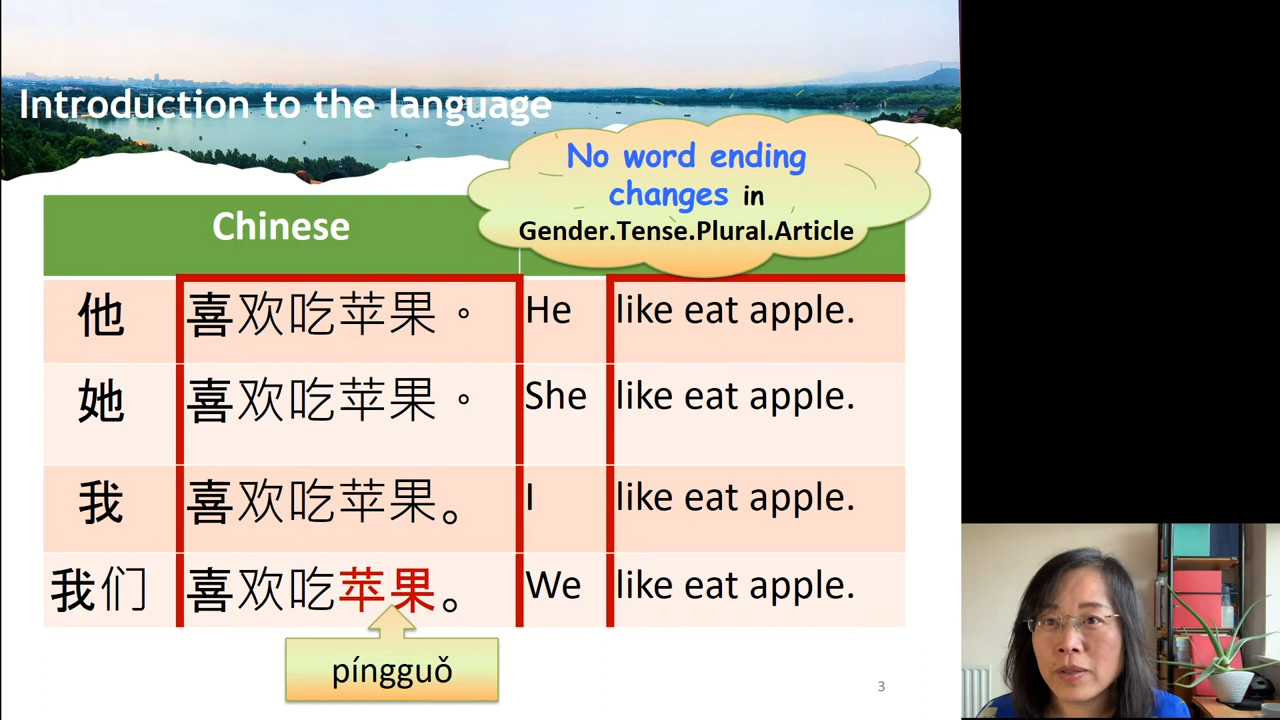 Introduction to the language
No word ending
changes in
Gender.Tense.Plural.Article
Chinese
他 喜欢吃苹果。 He like eat apple.
她 喜欢吃苹果。 She like eat apple.
我 喜欢吃苹果。 I like eat apple.
我们 喜欢吃苹果。 We like eat apple.
píngguǒ
3